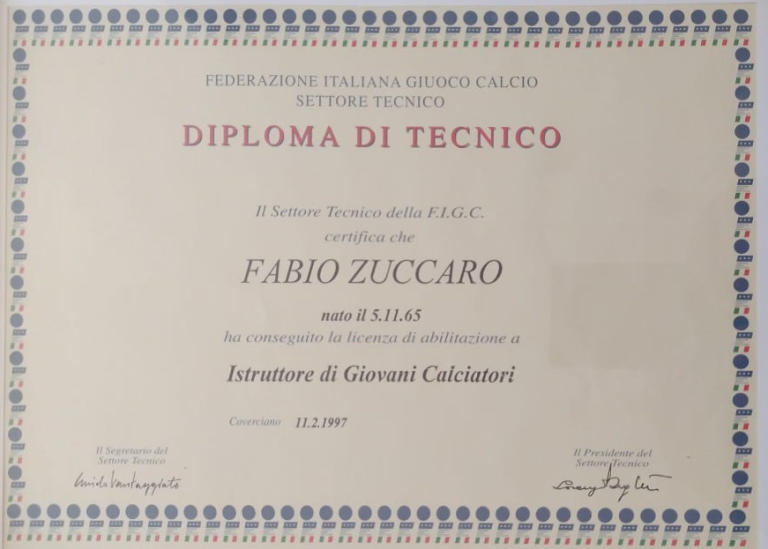 FEDERAZIONE ITALIANA GIUOCO CALCIO
SETTORE TECNICO
DIPLOMA DI TECNICO
Il Settore Tecnico della F.I.G.C.
certifica che
FABIO ZUCCARO
nato il 5.11.65
ha conseguito la licenza di abilitazione a
Istruttore di Giovani Calciatori
Coverciano 11.2.1997
Il Segretario del
Settore Tecnico
Il Presidente del
Settore Tecnico